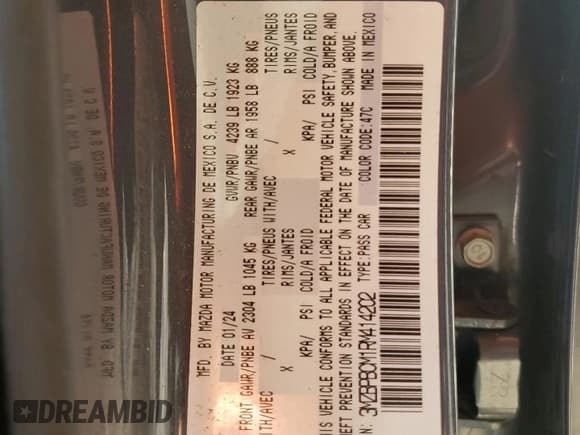 MFD BY MAZDA MOTOR MANUFACTURING DE MEXICO S.A. DE C.V.
DATE 01/24 GVWR/PNBV 4239 LB 1923 KG
FRONT GAWR/PNBE AV 2304 LB 1045 KG REAR GAWR/PNBE AR 1958 LB 888 KG
WITH/AVEC TIRES/PNEUS WITH/AVEC TIRES/PNEUS
X RIMS/JANTES X RIMS/JANTES
KPA/ PSI COLD/A FROID KPA/ PSI COLD/A FROID
THIS VEHICLE CONFORMS TO ALL APPLICABLE FEDERAL MOTOR VEHICLE SAFETY, BUMPER, AND
THEFT PREVENTION STANDARDS IN EFFECT ON THE DATE OF MANUFACTURE SHOWN ABOVE.
3MZBPBCM1RM414202 TYPE:PASS CAR COLOR CODE:47C MADE IN MEXICO
DREAMBID